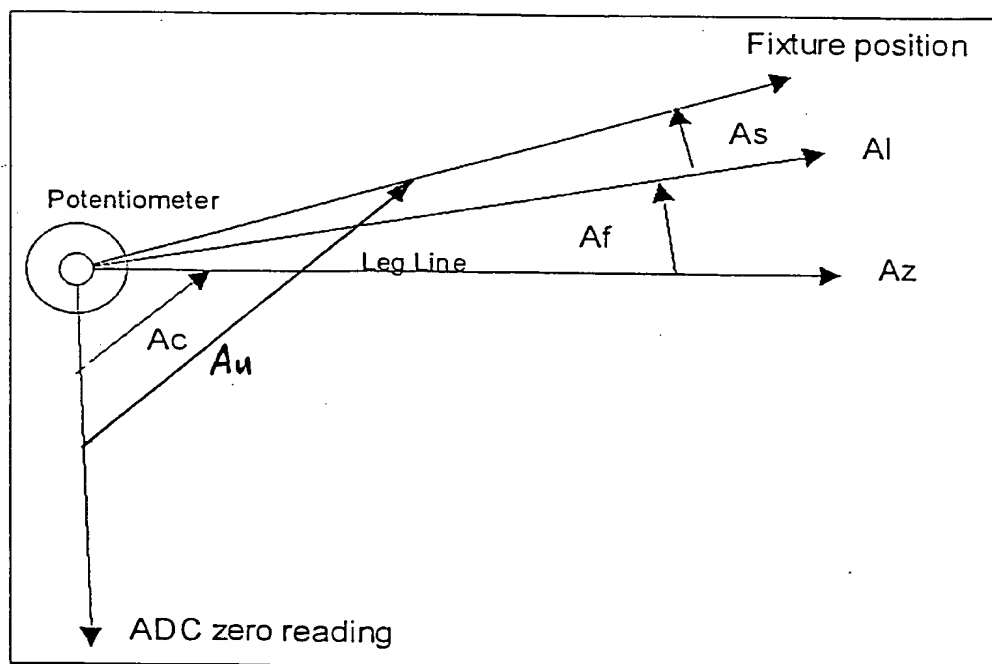 Fixture position
As
Al
Potentiometer
Af
Leg Line
Az
Ac
Au
ADC zero reading